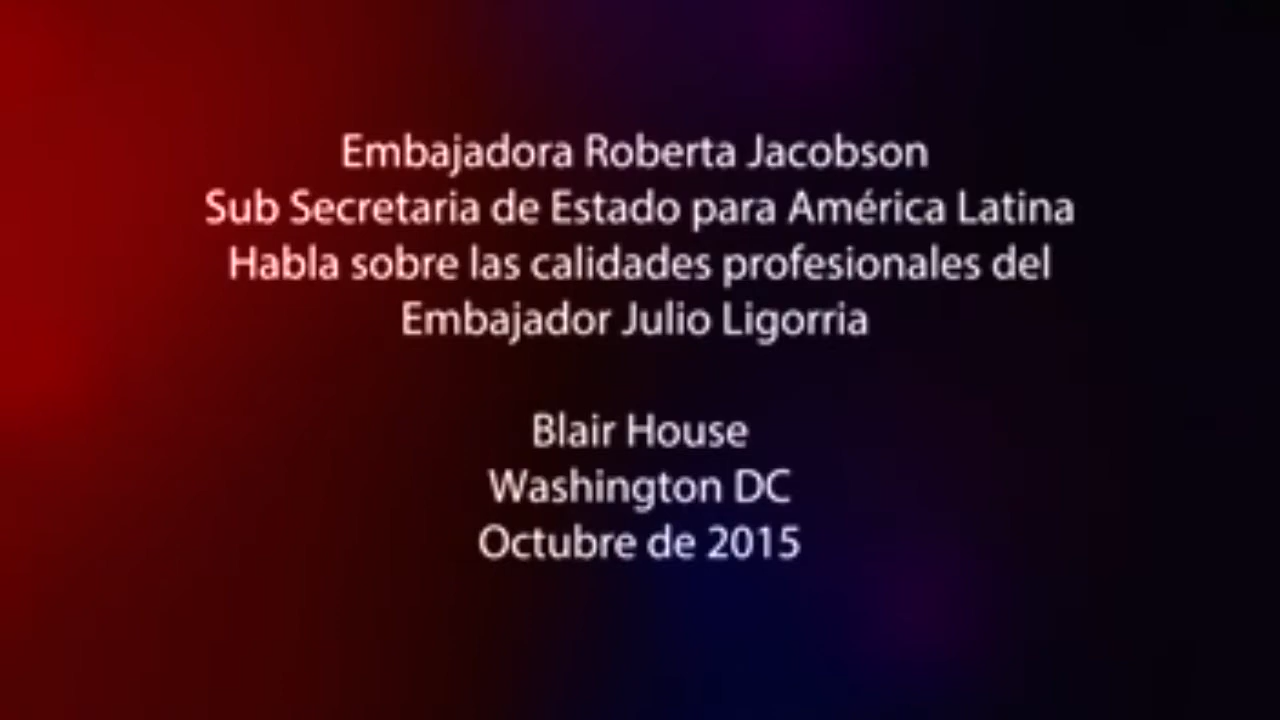 Embajadora Roberta Jacobson
Sub Secretaria de Estado para América Latina
Habla sobre las calidades profesionales del
Embajador Julio Ligorria
Blair House
Washington DC
Octubre de 2015